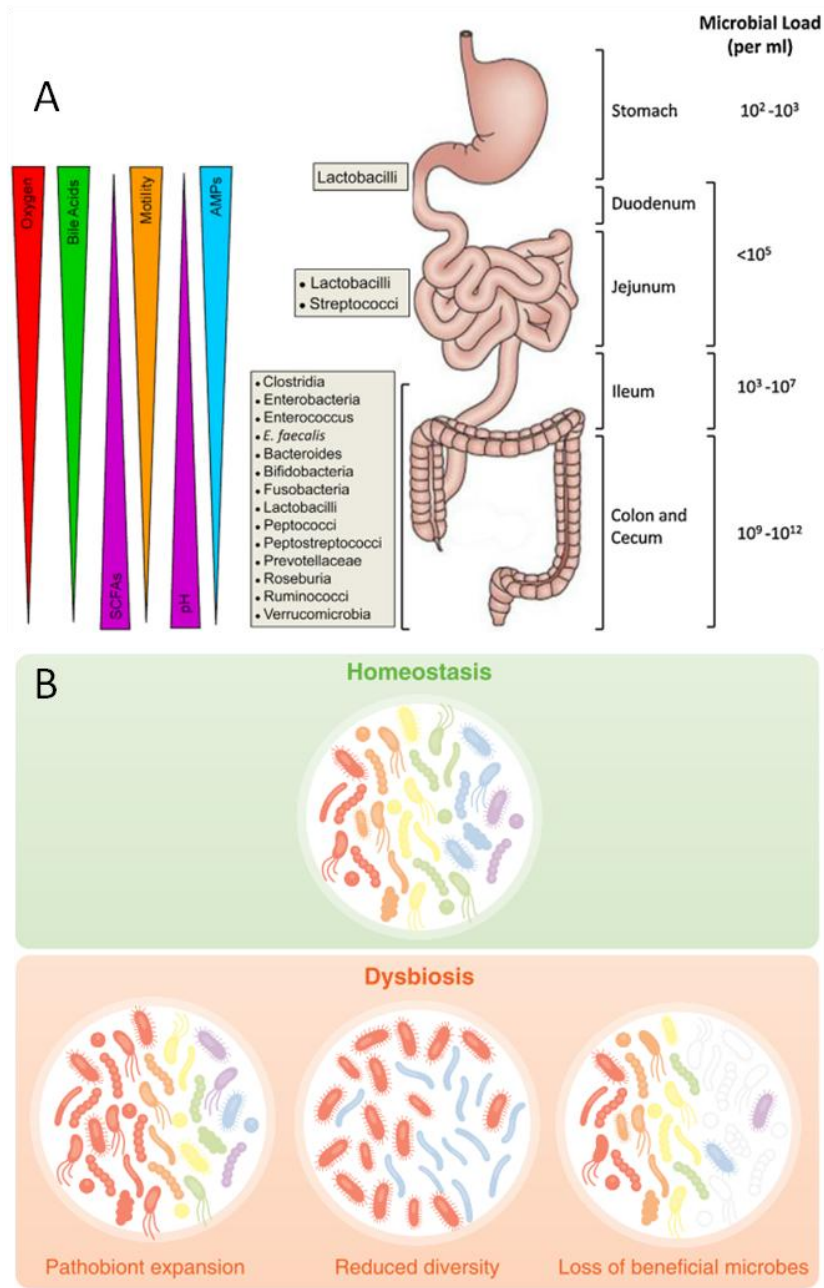 Microbial Load
(per ml)
A
Stomach
10²-10³
Oxygen
Bile Acids
SCFAs
Motility
pH
AMPs
Lactobacilli
Duodenum
<10⁵
Jejunum
• Lactobacilli
• Streptococci
Ileum
10³-10⁷
• Clostridia
• Enterobacteria
• Enterococcus
• E. faecalis
• Bacteroides
• Bifidobacteria
• Fusobacteria
• Lactobacilli
• Peptococci
• Peptostreptococci
• Prevotellaceae
• Roseburia
• Ruminococci
• Verrucomicrobia
Colon and
Cecum
10⁹-10¹²
B
Homeostasis
Dysbiosis
Pathobiont expansion
Reduced diversity
Loss of beneficial microbes